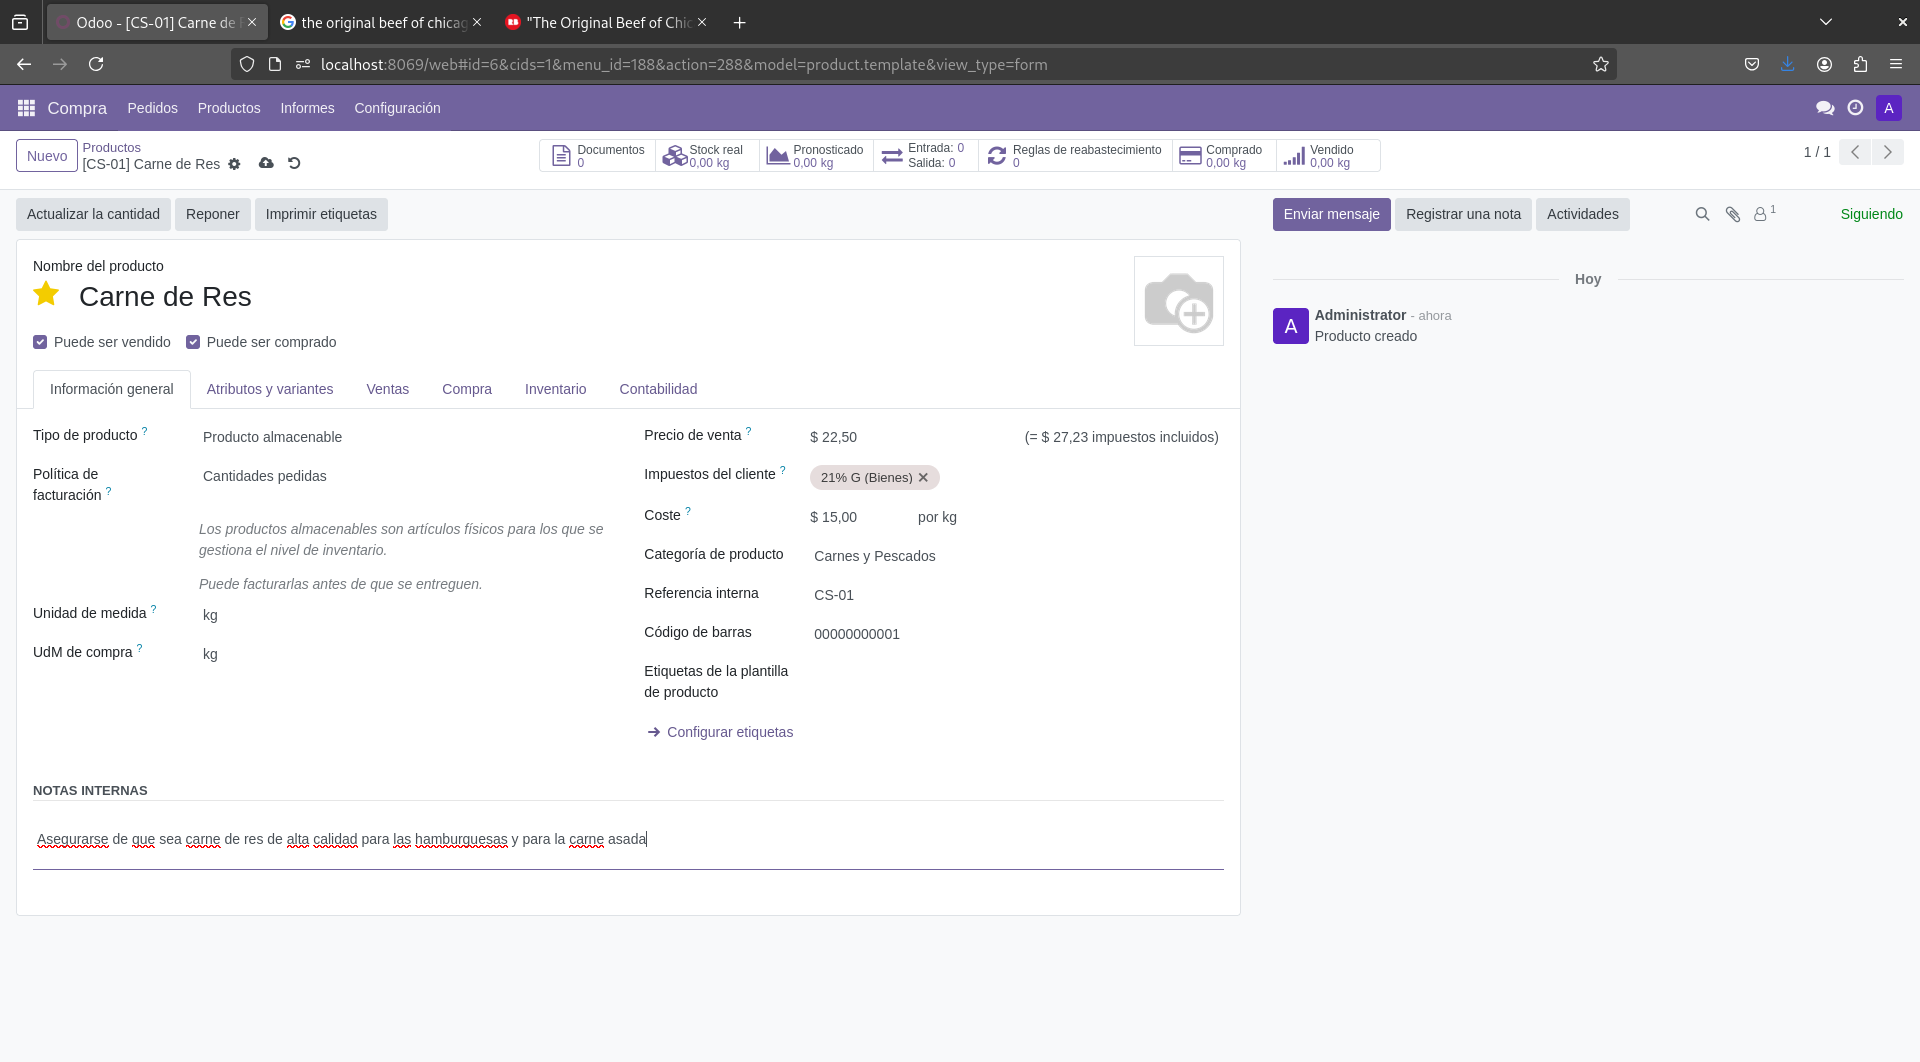 Odoo - [CS-01] Carne de
the original beef of chicag
"The Original Beef of Chic
localhost:8069/web#id=6&cids=1&menu_id=188&action=288&model=product.template&view_type=form
Compra Pedidos Productos Informes Configuración
A
Nuevo
Productos
[CS-01] Carne de Res
Documentos
0
Stock real
0,00 kg
Pronosticado
0,00 kg
Entrada: 0
Salida: 0
Reglas de reabastecimiento
0
Comprado
0,00 kg
Vendido
0,00 kg
1 / 1
Actualizar la cantidad Reponer Imprimir etiquetas
Enviar mensaje Registrar una nota Actividades
1
Siguiendo
Nombre del producto
Carne de Res
Puede ser vendido Puede ser comprado
Información general Atributos y variantes Ventas Compra Inventario Contabilidad
Tipo de producto ? Producto almacenable
Política de
facturación ?
Cantidades pedidas
Los productos almacenables son artículos físicos para los que se
gestiona el nivel de inventario.
Puede facturarlas antes de que se entreguen.
Unidad de medida ? kg
UdM de compra ? kg
Precio de venta ? $ 22,50 (= $ 27,23 impuestos incluidos)
Impuestos del cliente ? 21% G (Bienes)
Coste ? $ 15,00 por kg
Categoría de producto Carnes y Pescados
Referencia interna CS-01
Código de barras 00000000001
Etiquetas de la plantilla
de producto
Configurar etiquetas
NOTAS INTERNAS
Asegurarse de que sea carne de res de alta calidad para las hamburguesas y para la carne asada
Hoy
A
Administrator - ahora
Producto creado